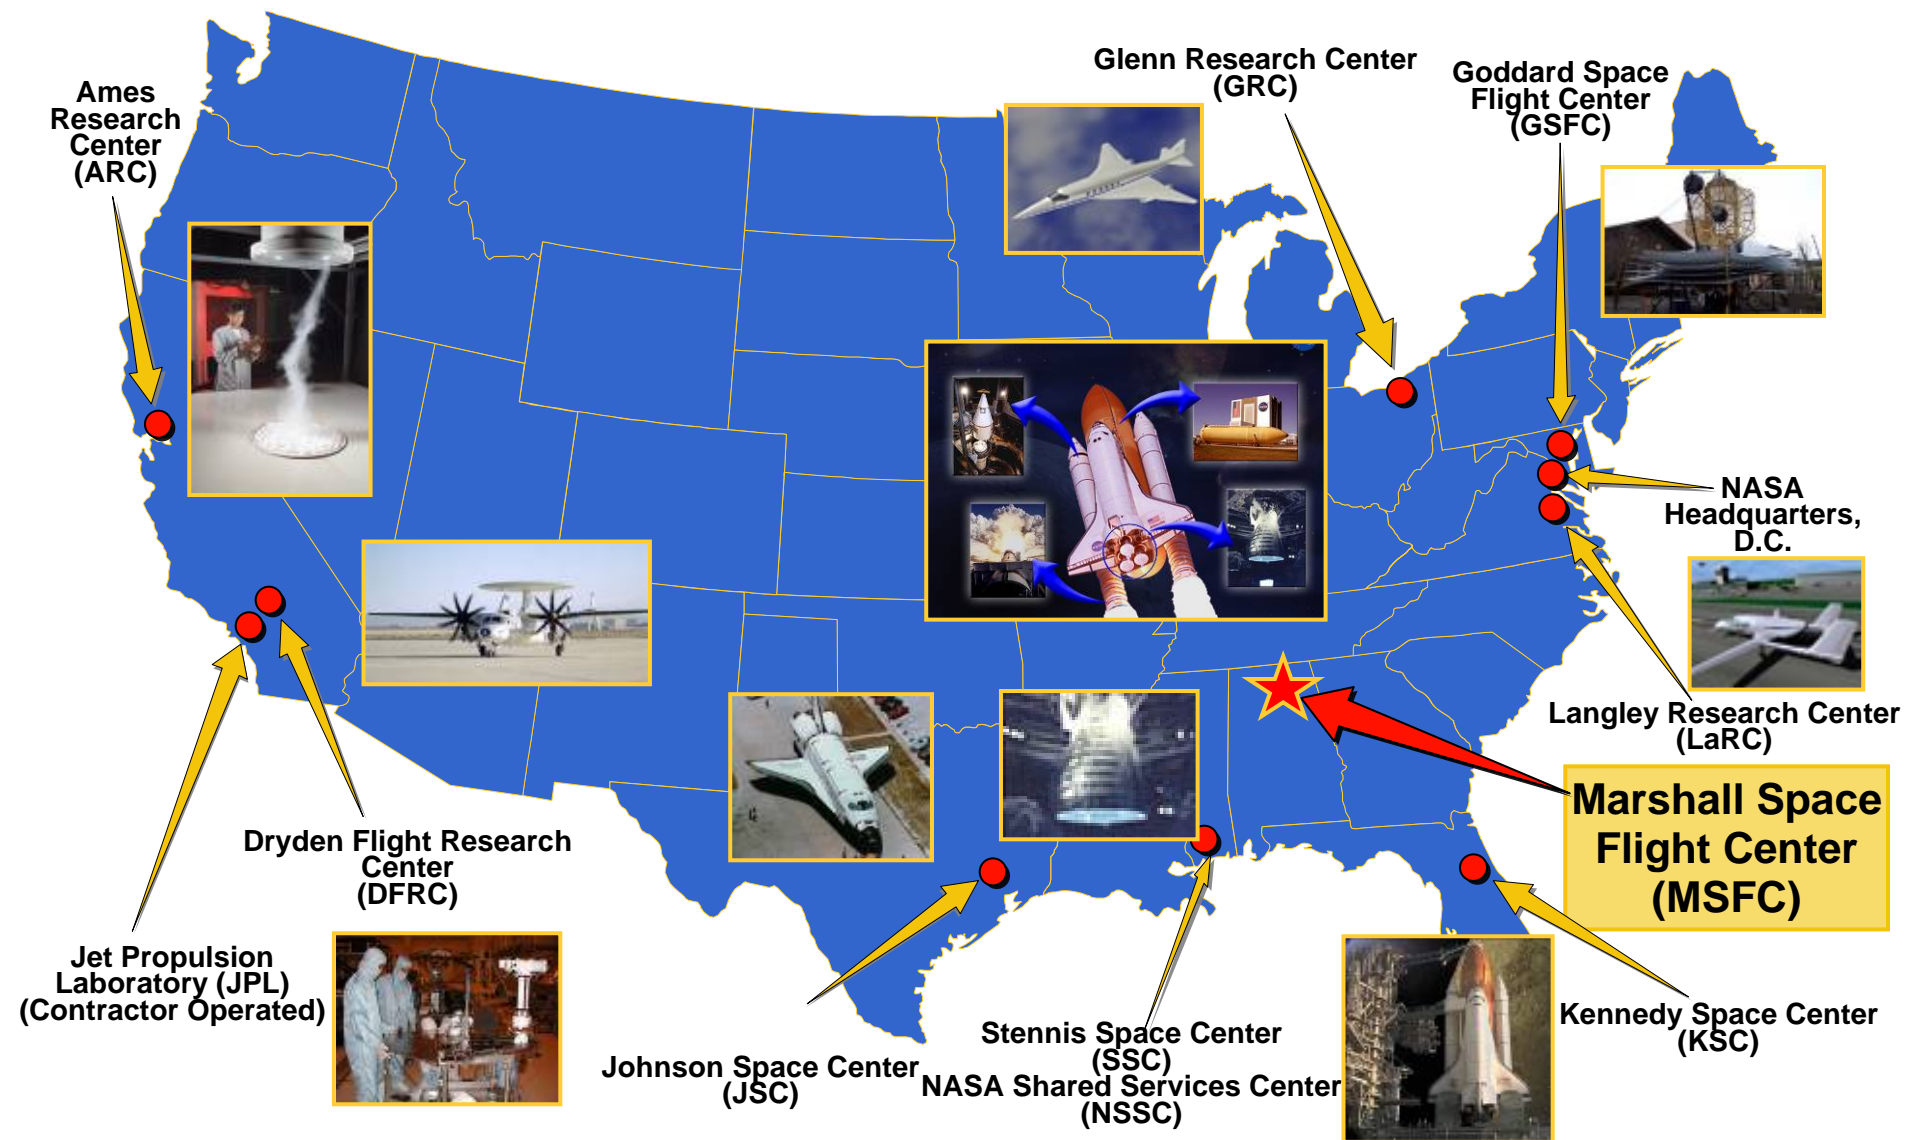 Glenn Research Center
(GRC)
Goddard Space
Flight Center
(GSFC)
Ames
Research
Center
(ARC)
NASA
Headquarters,
D.C.
Langley Research Center
(LaRC)
Marshall Space
Flight Center
(MSFC)
Dryden Flight Research
Center
(DFRC)
Jet Propulsion
Laboratory (JPL)
(Contractor Operated)
Johnson Space Center
(JSC)
Stennis Space Center
(SSC)
NASA Shared Services Center
(NSSC)
Kennedy Space Center
(KSC)